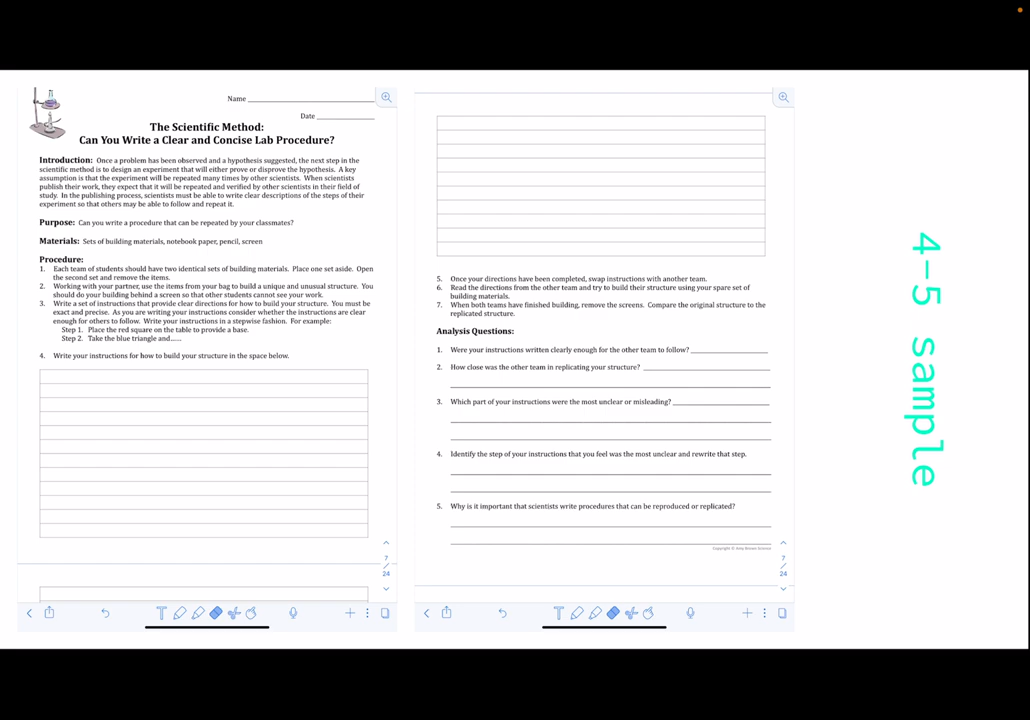 Name
Date
The Scientific Method:
Can You Write a Clear and Concise Lab Procedure?
Introduction: Once a problem has been observed and a hypothesis suggested, the next step in the
scientific method is to design an experiment that will either prove or disprove the hypothesis. A key
assumption is that the experiment will be repeated many times by other scientists. When scientists
publish their work, they expect that it will be repeated and verified by other scientists in their field of
study. In the publishing process, scientists must be able to write clear descriptions of the steps of their
experiment so that others may be able to follow and repeat it.
Purpose: Can you write a procedure that can be repeated by your classmates?
Materials: Sets of building materials, notebook paper, pencil, screen
Procedure:
1. Each team of students should have two identical sets of building materials. Place one set aside. Open
the second set and remove the items.
2. Working with your partner, use the items from your bag to build a unique and unusual structure. You
should do your building behind a screen so that other students cannot see your work.
3. Write a set of instructions that provide clear directions for how to build your structure. You must be
exact and precise. As you are writing your instructions consider whether the instructions are clear
enough for others to follow. Write your instructions in a stepwise fashion. For example:
Step 1. Place the red square on the table to provide a base.
Step 2. Take the blue triangle and......
4. Write your instructions for how to build your structure in the space below.
7
/
24
5. Once your directions have been completed, swap instructions with another team.
6. Read the directions from the other team and try to build their structure using your spare set of
building materials.
7. When both teams have finished building, remove the screens. Compare the original structure to the
replicated structure.
Analysis Questions:
1. Were your instructions written clearly enough for the other team to follow?
2. How close was the other team in replicating your structure?
3. Which part of your instructions were the most unclear or misleading?
4. Identify the step of your instructions that you feel was the most unclear and rewrite that step.
5. Why is it important that scientists write procedures that can be reproduced or replicated?
Copyright © Amy Brown Science
7
/
24
4-5 sample